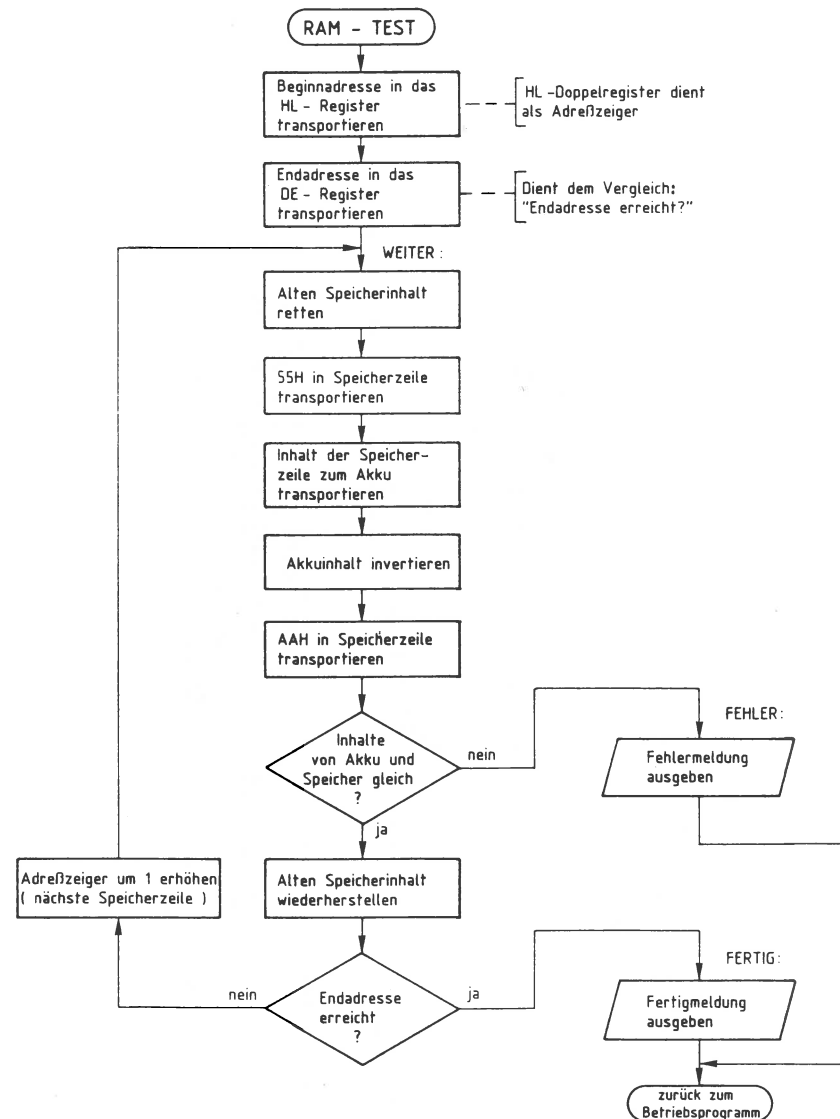 RAM - TEST
Beginnadresse in das
HL - Register
transportieren
HL-Doppelregister dient
als Adreßzeiger
Endadresse in das
DE - Register
transportieren
Dient dem Vergleich:
"Endadresse erreicht?"
WEITER :
Alten Speicherinhalt
retten
55H in Speicherzeile
transportieren
Inhalt der Speicher-
zeile zum Akku
transportieren
Akkuinhalt invertieren
AAH in Speicherzeile
transportieren
Inhalte
von Akku und
Speicher gleich
?
nein
FEHLER:
Fehlermeldung
ausgeben
ja
Adreßzeiger um 1 erhöhen
( nächste Speicherzeile )
Alten Speicherinhalt
wiederherstellen
nein
Endadresse
erreicht
?
ja
FERTIG:
Fertigmeldung
ausgeben
zurück zum
Betriebsprogramm